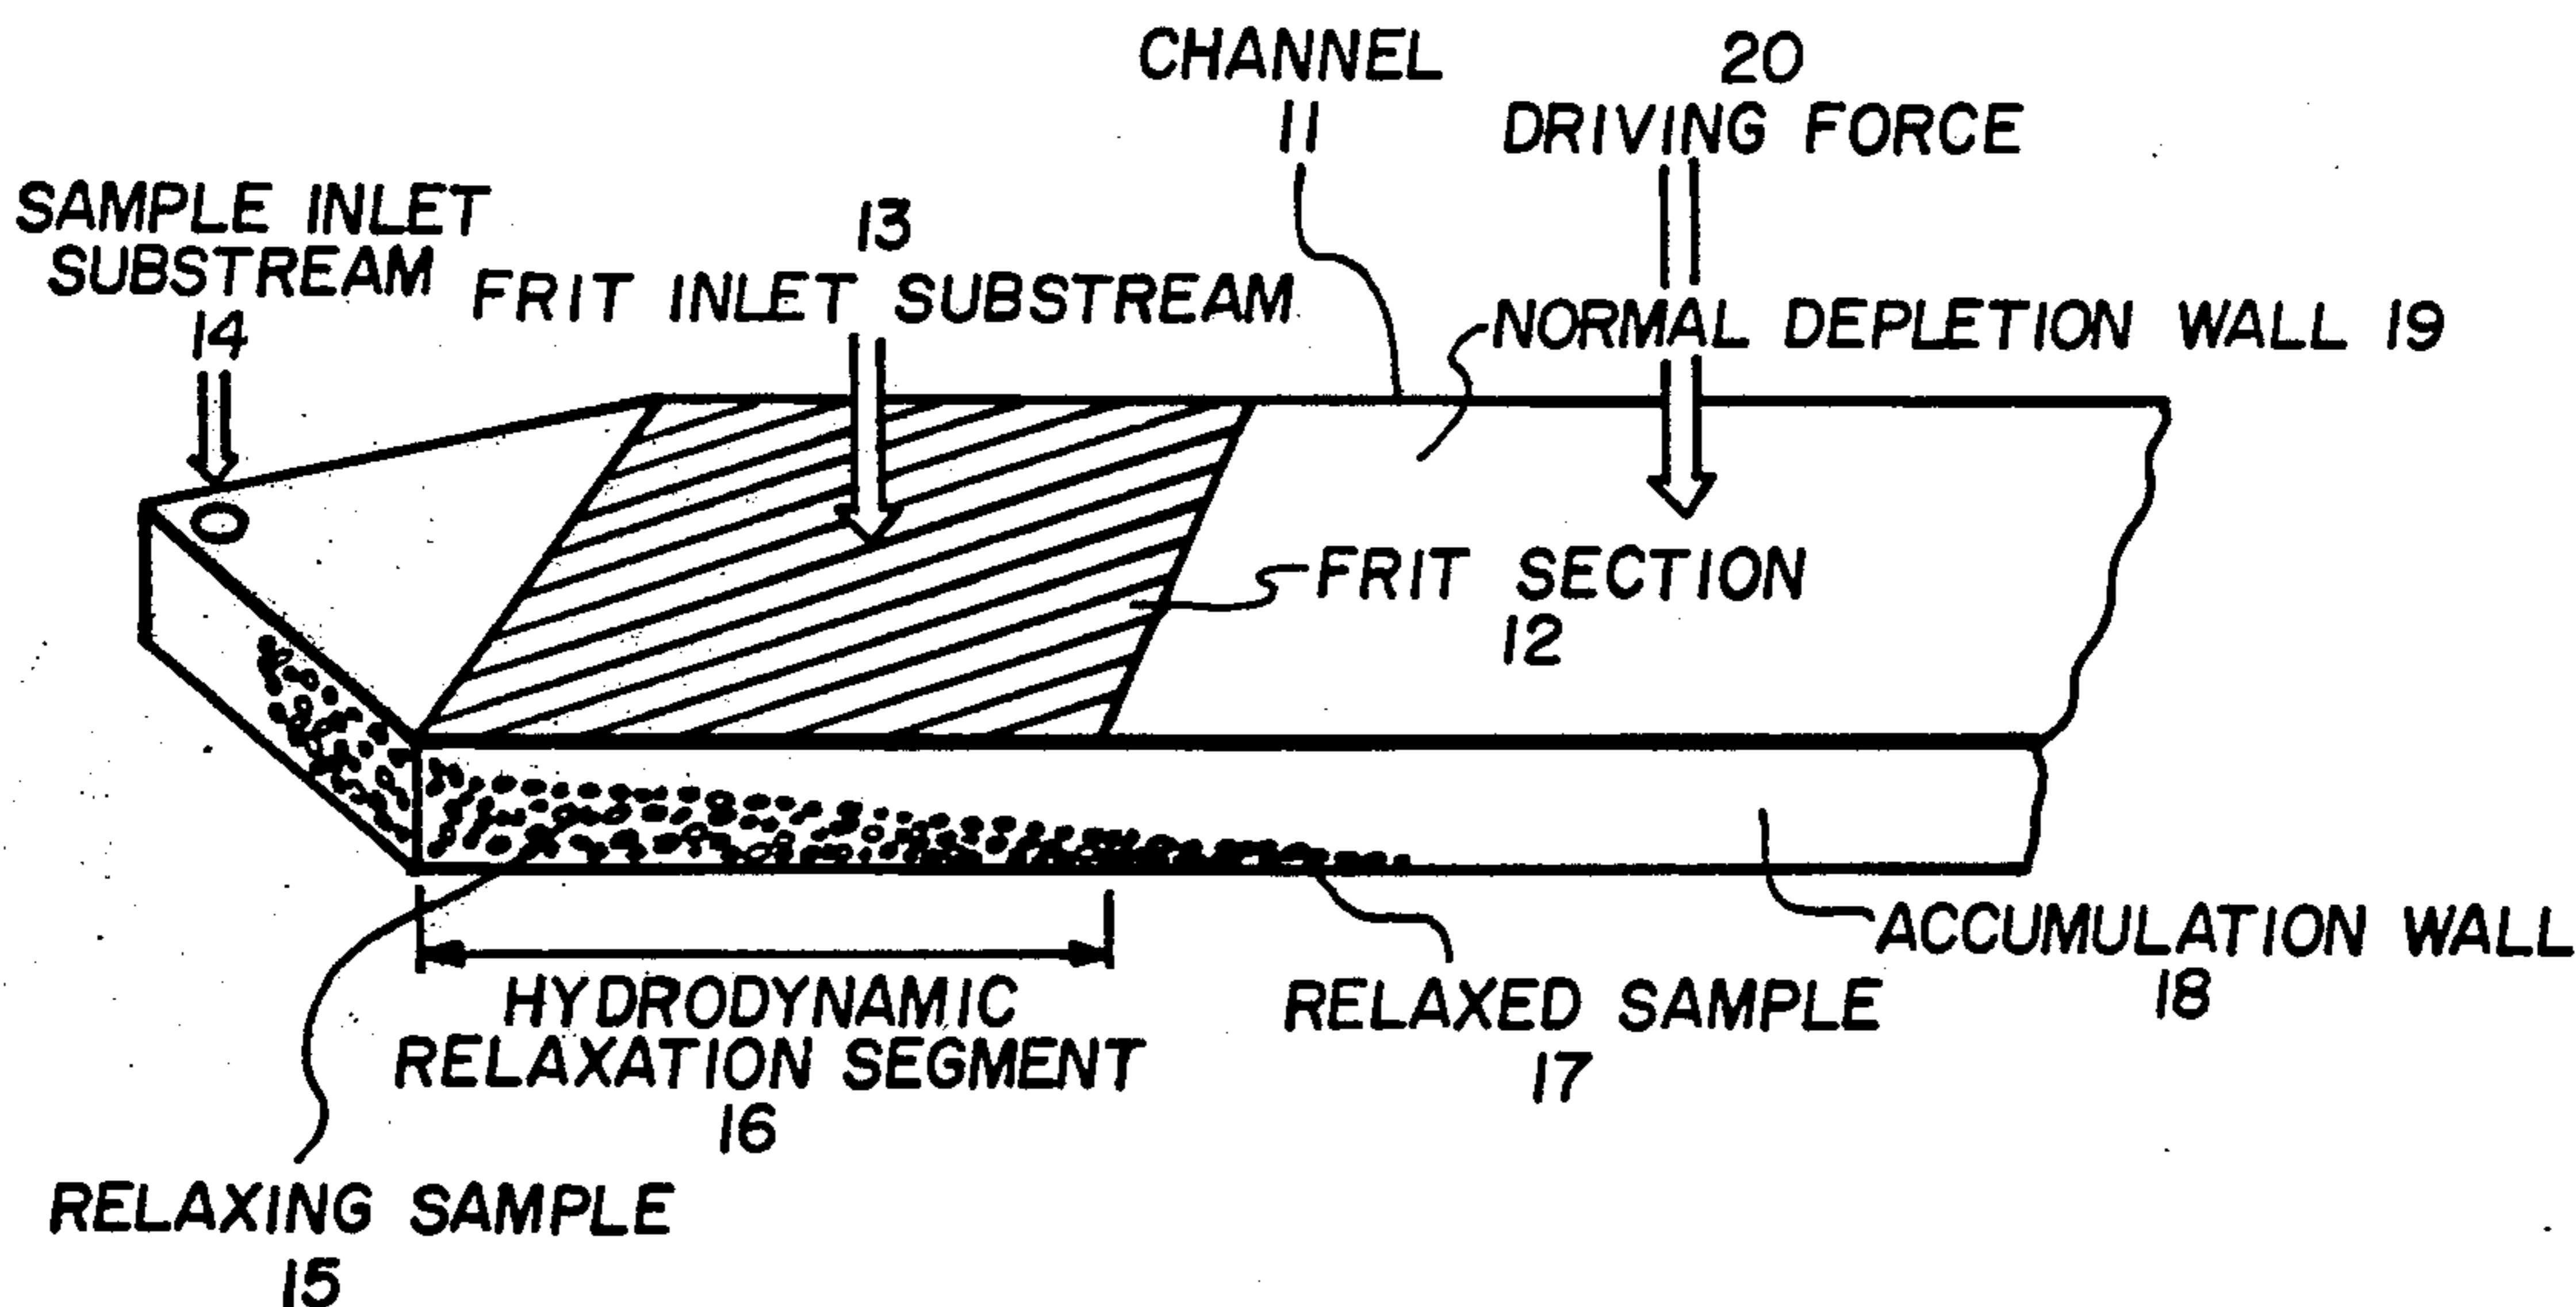 CHANNEL
11
20
DRIVING FORCE
SAMPLE INLET
SUBSTREAM
14
13
FRIT INLET SUBSTREAM
NORMAL DEPLETION WALL 19
FRIT SECTION
12
ACCUMULATION WALL
18
HYDRODYNAMIC
RELAXATION SEGMENT
16
RELAXED SAMPLE
17
RELAXING SAMPLE
15